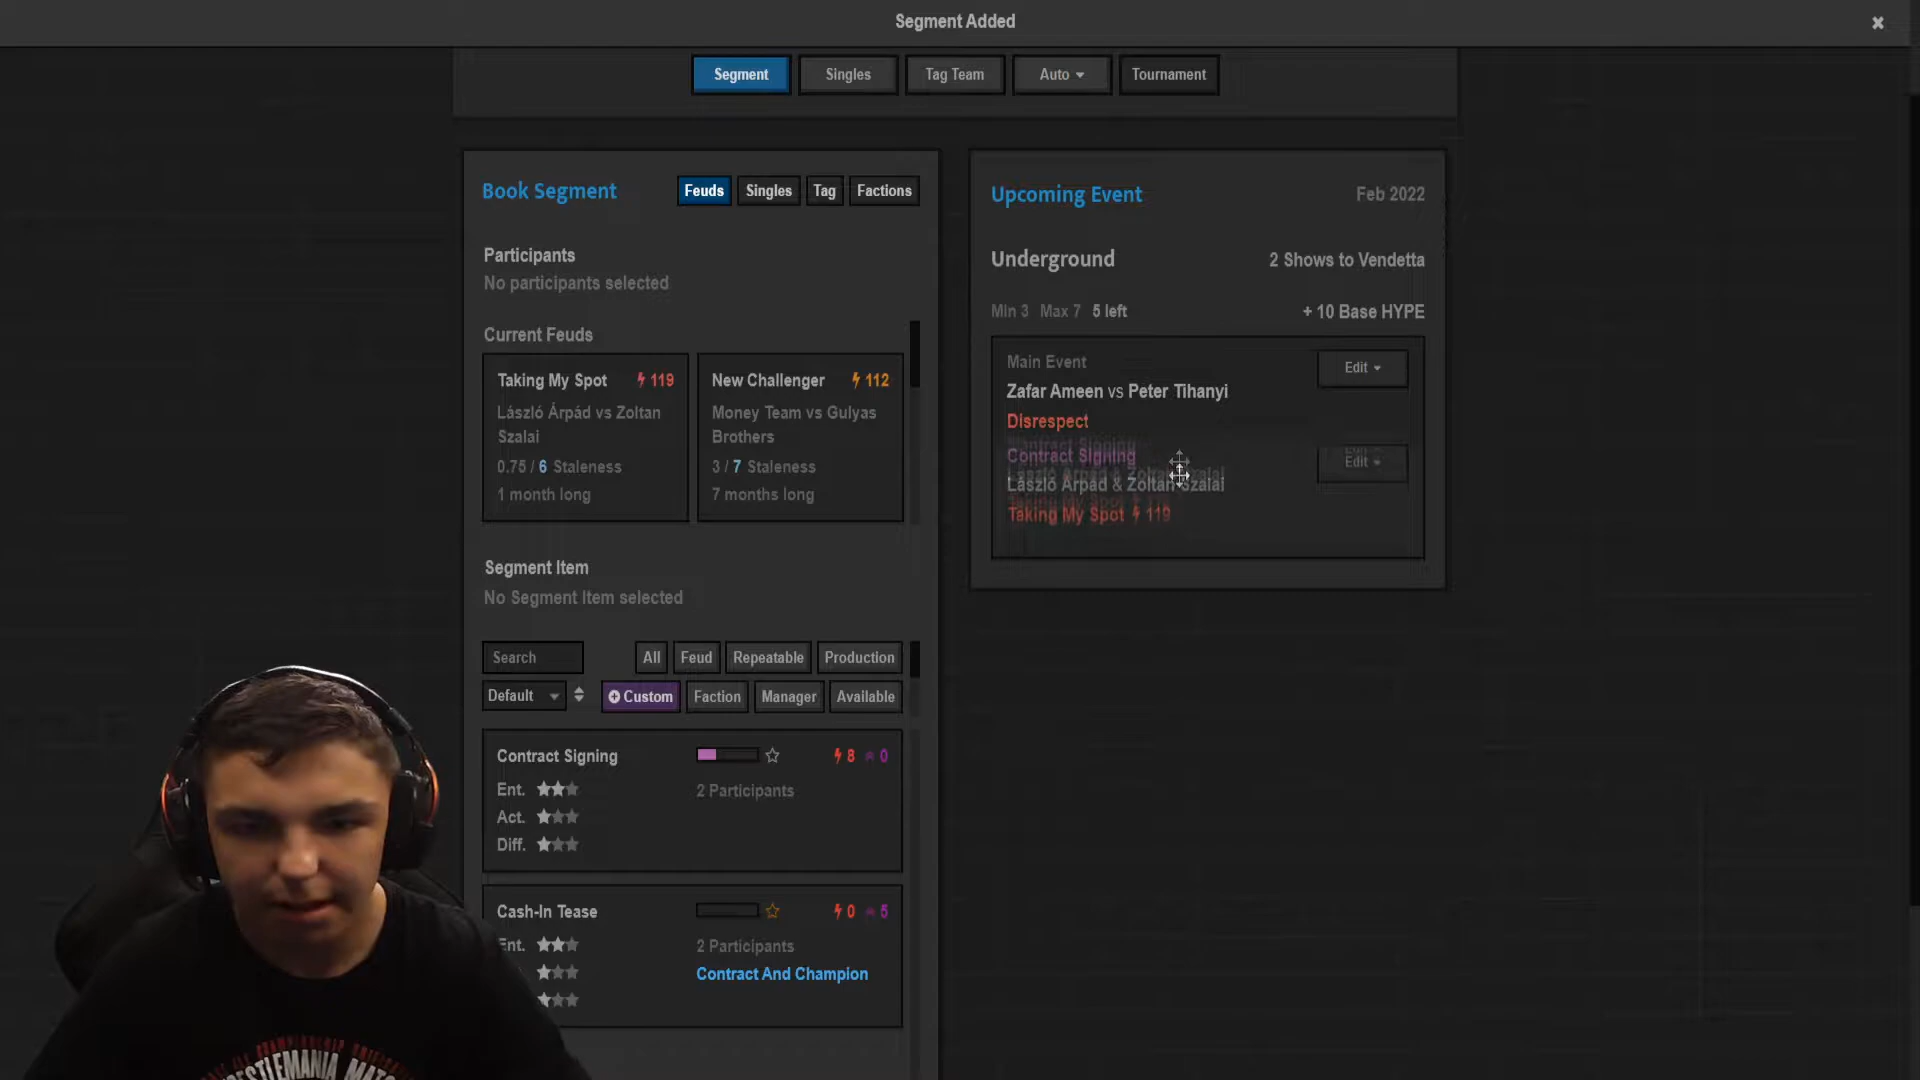 Segment Added
Segment Singles Tag Team Auto Tournament
Book Segment Feuds Singles Tag Factions
Participants
No participants selected
Current Feuds
Taking My Spot 119
László Árpád vs Zoltan
Szalai
0.75 / 6 Staleness
1 month long
New Challenger 112
Money Team vs Gulyas
Brothers
3 / 7 Staleness
7 months long
Segment Item
No Segment Item selected
Search All Feud Repeatable Production
Default Custom Faction Manager Available
Contract Signing 8 0
Ent. 2 Participants
Act.
Diff.
Cash-In Tease 0 5
Ent. 2 Participants
Contract And Champion
Upcoming Event Feb 2022
Underground 2 Shows to Vendetta
Min 3 Max 7 5 left + 10 Base HYPE
Main Event Edit
Zafar Ameen vs Peter Tihanyi
Disrespect
Contract Signing Edit
László Árpád & Zoltan Szalai
Taking My Spot 119
WRESTLEMANIA